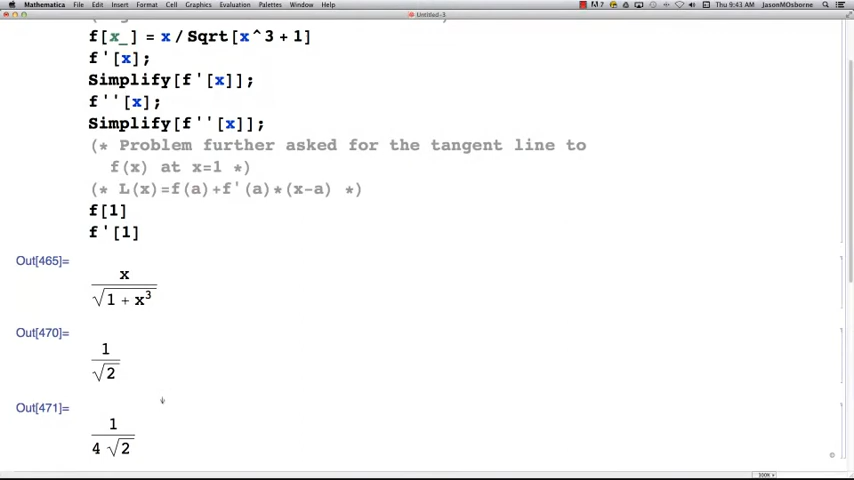 Mathematica File Edit Insert Format Cell Graphics Evaluation Palettes Window Help Thu 9:43 AM JasonMOsborne
Untitled-3
f[x_] = x / Sqrt[x^3 + 1]
f'[x];
Simplify[f'[x]];
f''[x];
Simplify[f''[x]];
(* Problem further asked for the tangent line to
f(x) at x=1 *)
(* L(x)=f(a)+f'(a)*(x-a) *)
f[1]
f'[1]
Out[465]=
x
√1 + x³
Out[470]=
1
√2
Out[471]=
1
4 √2
300%